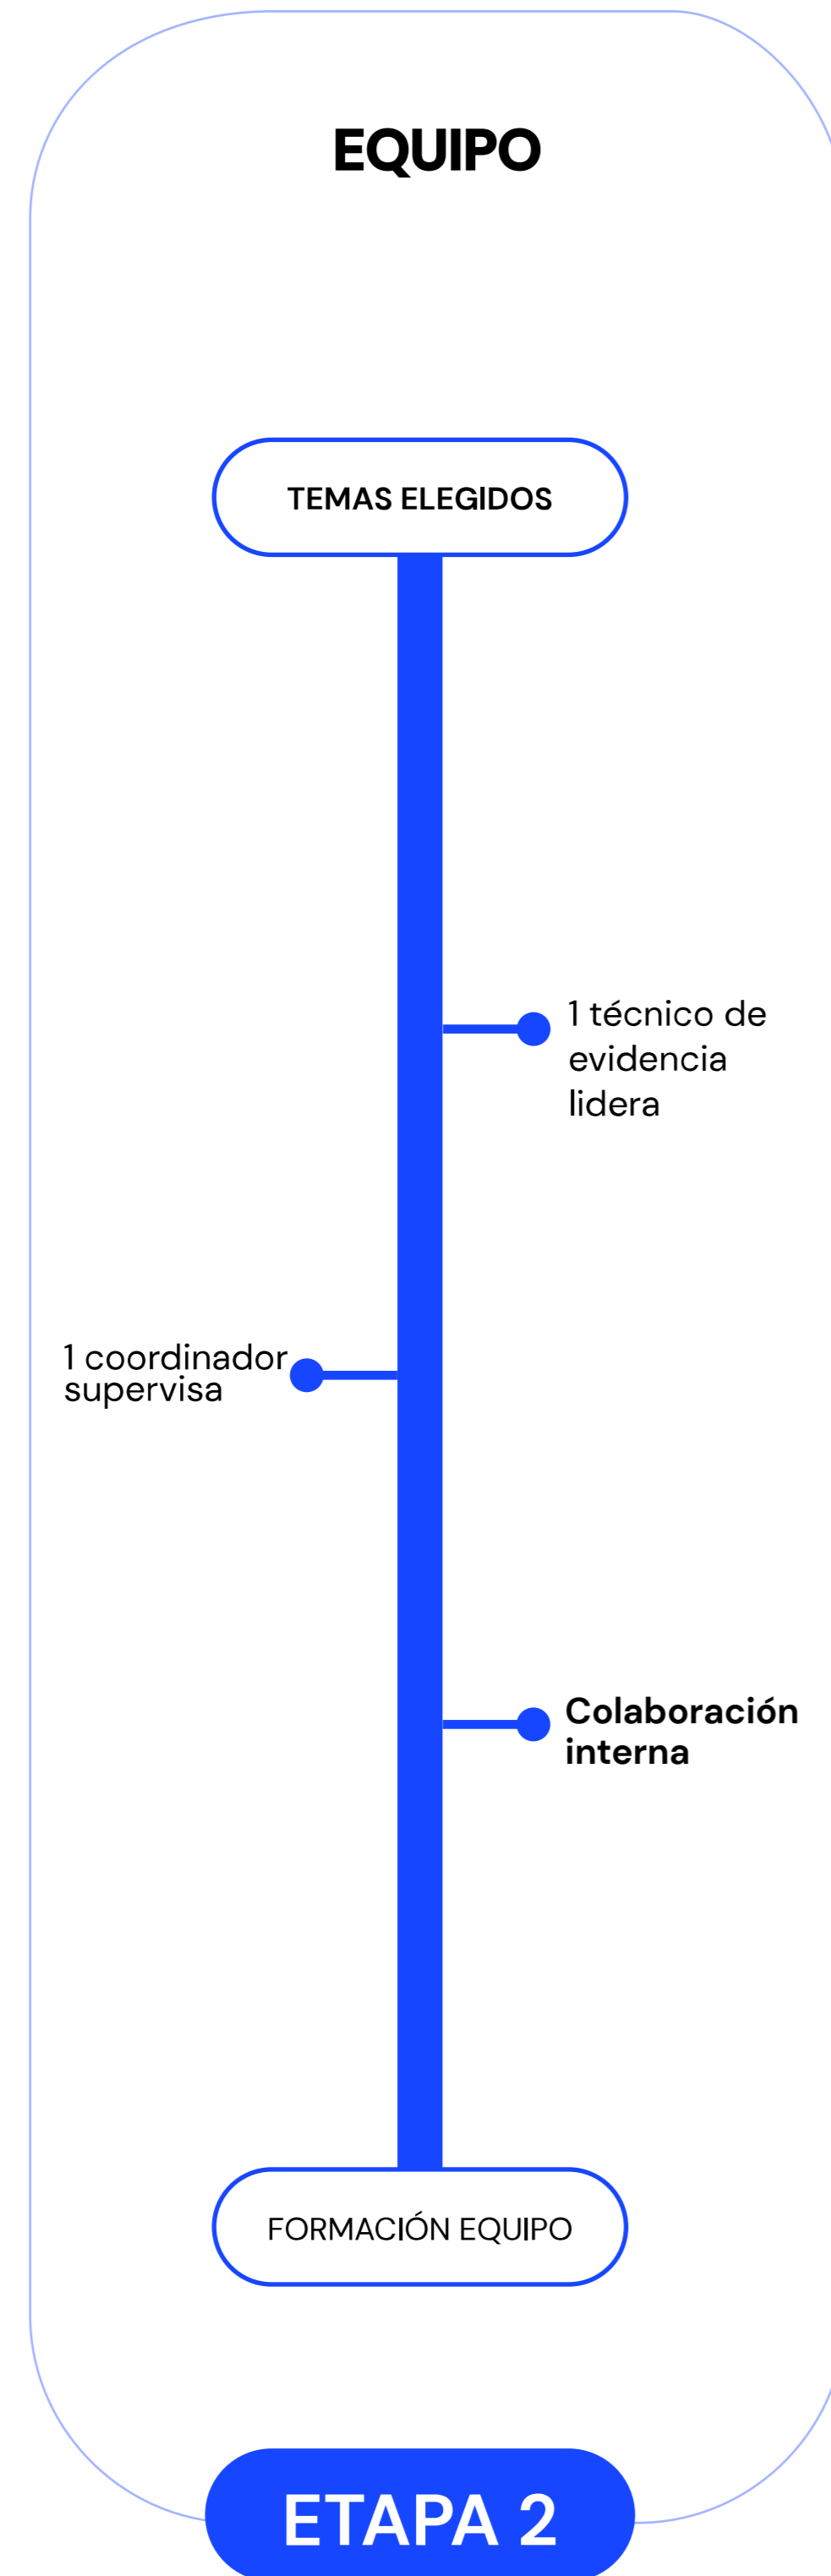 EQUIPO
TEMAS ELEGIDOS
1 técnico de
evidencia
lidera
1 coordinador
supervisa
Colaboración
interna
FORMACIÓN EQUIPO
ETAPA 2